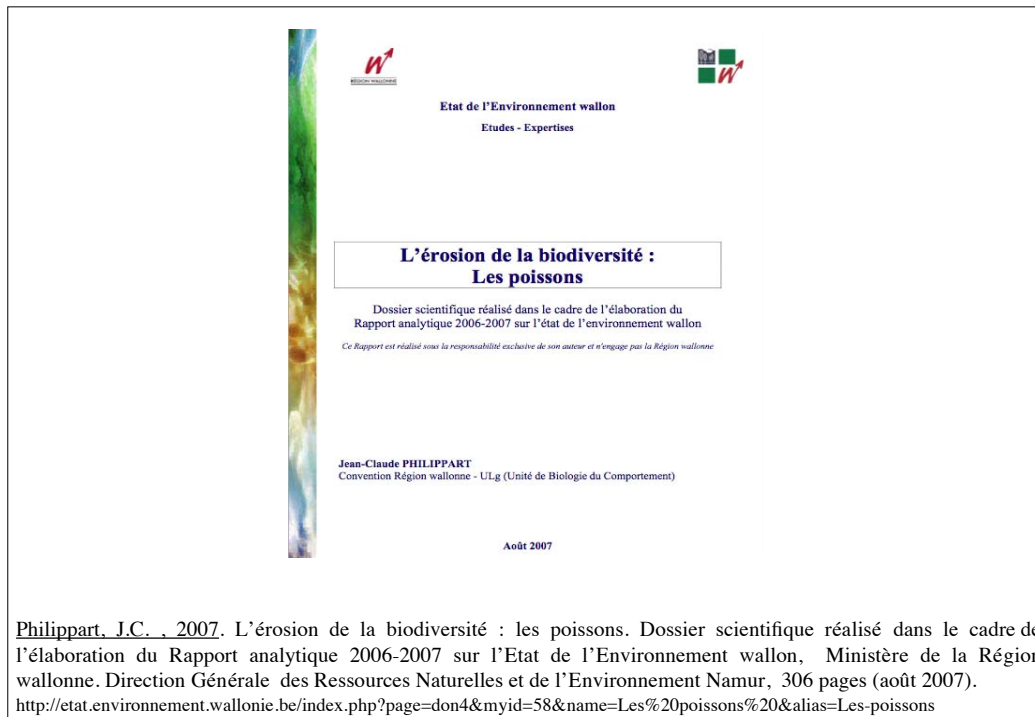 W
RÉGION WALLONNE
W
Etat de l'Environnement wallon
Etudes - Expertises
L'érosion de la biodiversité :
Les poissons
Dossier scientifique réalisé dans le cadre de l'élaboration du
Rapport analytique 2006-2007 sur l'état de l'environnement wallon
Ce Rapport est réalisé sous la responsabilité exclusive de son auteur et n'engage pas la Région wallonne
Jean-Claude PHILIPPART
Convention Région wallonne - ULg (Unité de Biologie du Comportement)
Août 2007
Philippart, J.C. , 2007. L'érosion de la biodiversité : les poissons. Dossier scientifique réalisé dans le cadre de
l'élaboration du Rapport analytique 2006-2007 sur l'Etat de l'Environnement wallon, Ministère de la Région
wallonne. Direction Générale des Ressources Naturelles et de l'Environnement Namur, 306 pages (août 2007).
http://etat.environnement.wallonie.be/index.php?page=don4&myid=58&name=Les%20poissons%20&alias=Les-poissons